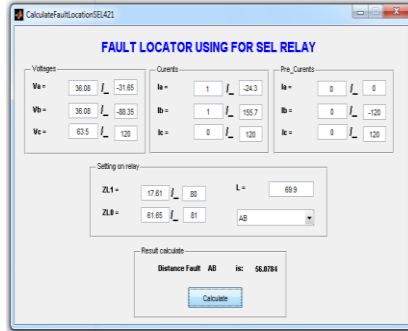 CalculateFaultLocationSEL421
FAULT LOCATOR USING FOR SEL RELAY
Voltages
Va = 36.08 /_ -31.65
Vb = 36.08 /_ -88.35
Vc = 63.5 /_ 120
Curents
Ia = 1 /_ -24.3
Ib = 1 /_ 155.7
Ic = 0 /_ 120
Pre_Curents
Ia = 0 /_ 0
Ib = 0 /_ -120
Ic = 0 /_ 120
Setting on relay
ZL1 = 17.61 /_ 80 L = 69.9
ZL0 = 61.65 /_ 81 AB
Result calculate
Distance Fault AB is: 56.0784
Calculate